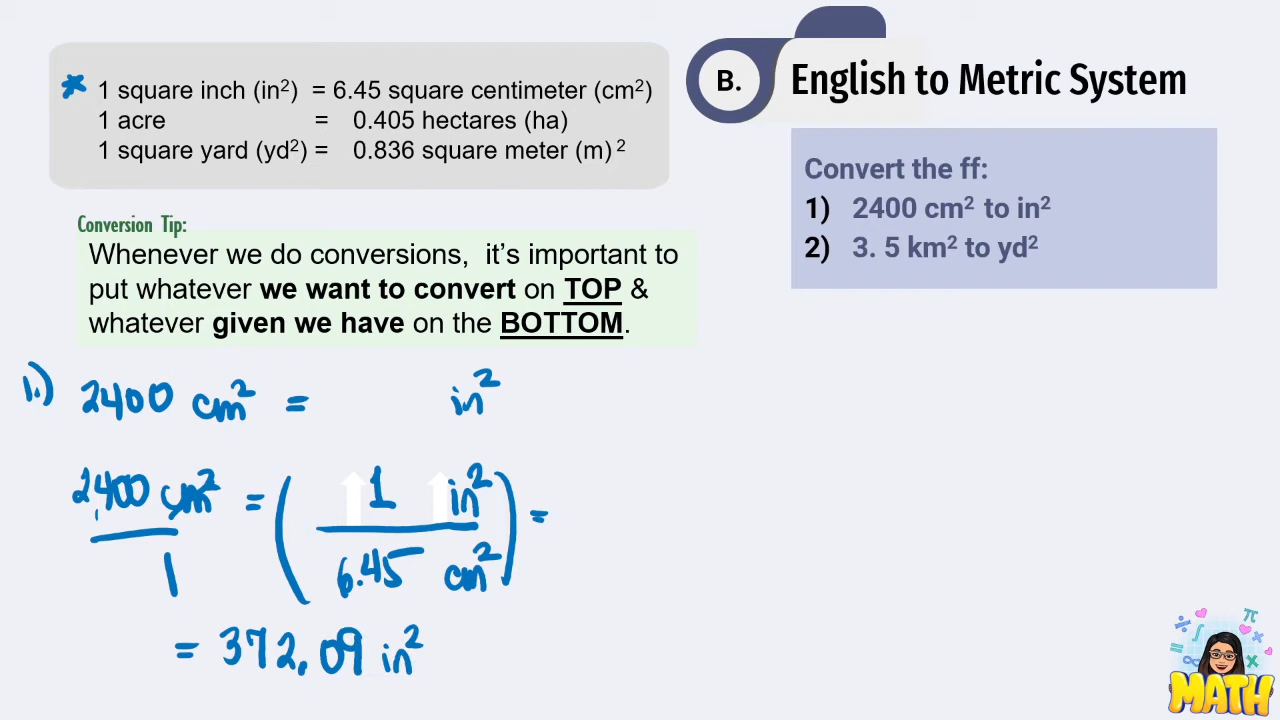 1 square inch (in²) = 6.45 square centimeter (cm²)
1 acre = 0.405 hectares (ha)
1 square yard (yd²) = 0.836 square meter (m) ²
B.
English to Metric System
Convert the ff:
1) 2400 cm² to in²
2) 3. 5 km² to yd²
Conversion Tip:
Whenever we do conversions, it's important to
put whatever we want to convert on TOP &
whatever given we have on the BOTTOM.
1.) 2400 cm² = in²
2400 cm² = ( 1 in² ) =
1 6.45 cm²
= 372.09 in²
MATH